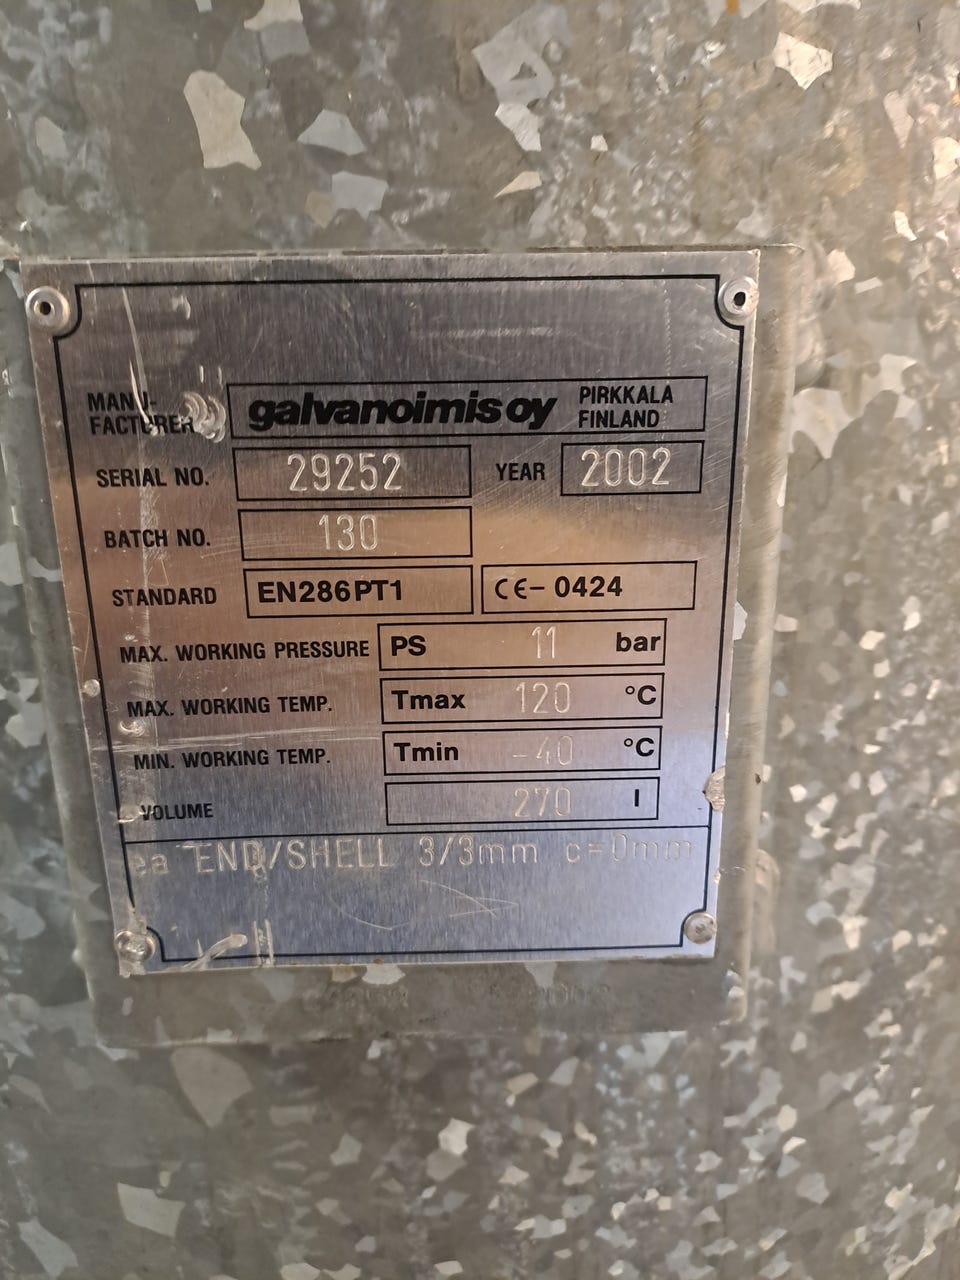 MANU-
FACTURER galvanoimis oy PIRKKALA
FINLAND
SERIAL NO. 29252 YEAR 2002
BATCH NO. 130
STANDARD EN286PT1 CE-0424
MAX. WORKING PRESSURE PS 11 bar
MAX. WORKING TEMP. Tmax 120 °C
MIN. WORKING TEMP. Tmin -40 °C
VOLUME 270 l
ea END/SHELL 3/3mm c=0mm